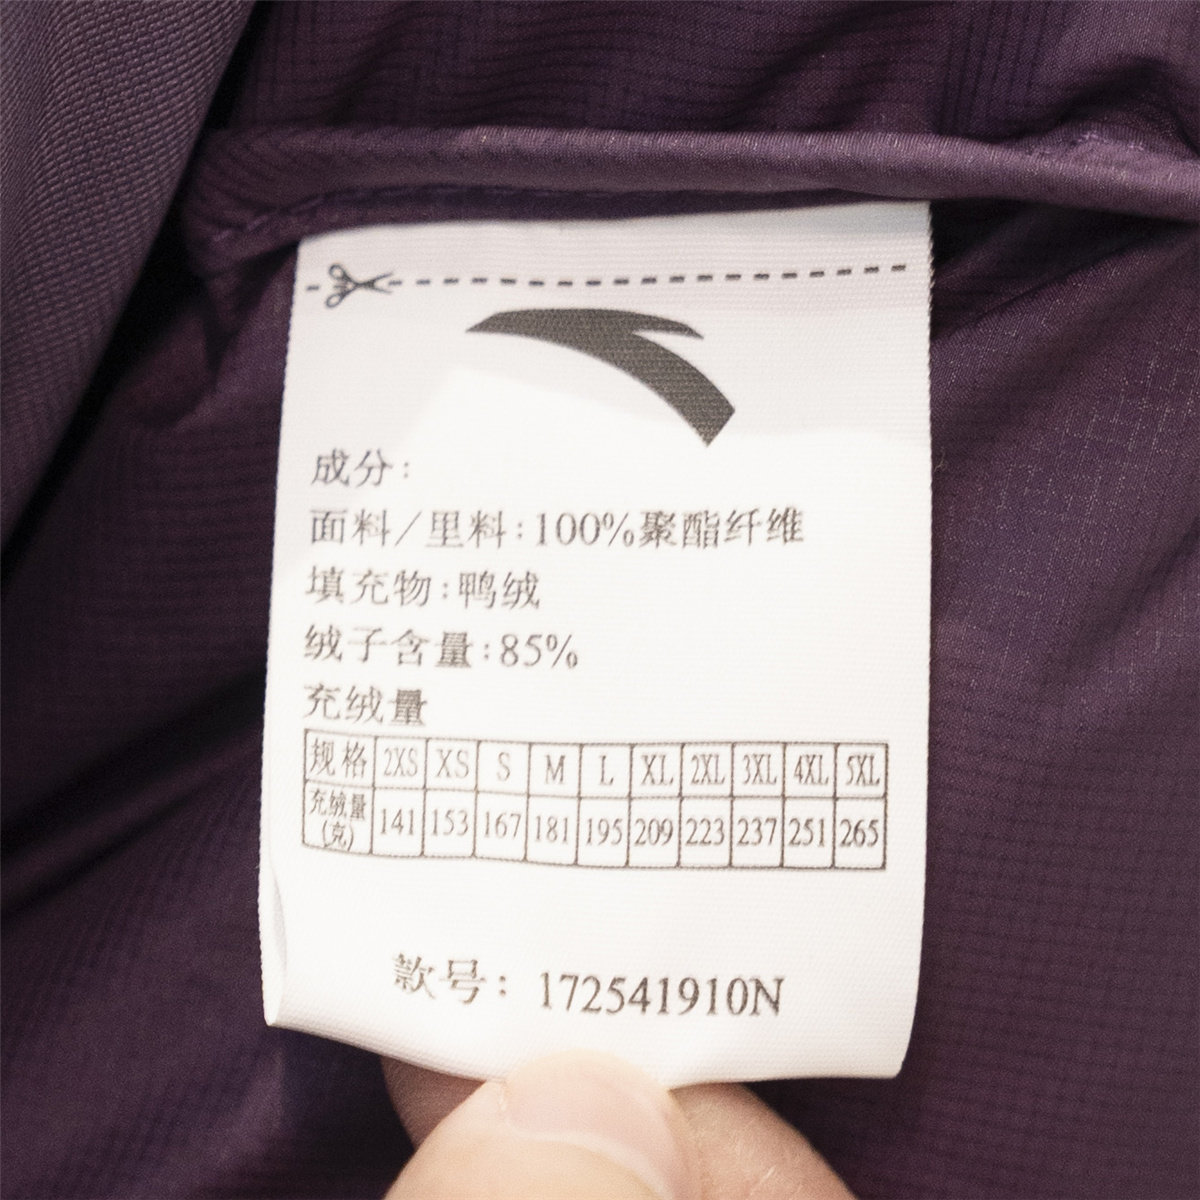 成分:
面料/里料:100%聚酯纤维
填充物:鸭绒
绒子含量:85%
充绒量
规格 2XS XS S M L XL 2XL 3XL 4XL 5XL
充绒量(克) 141 153 167 181 195 209 223 237 251 265
款号: 172541910N